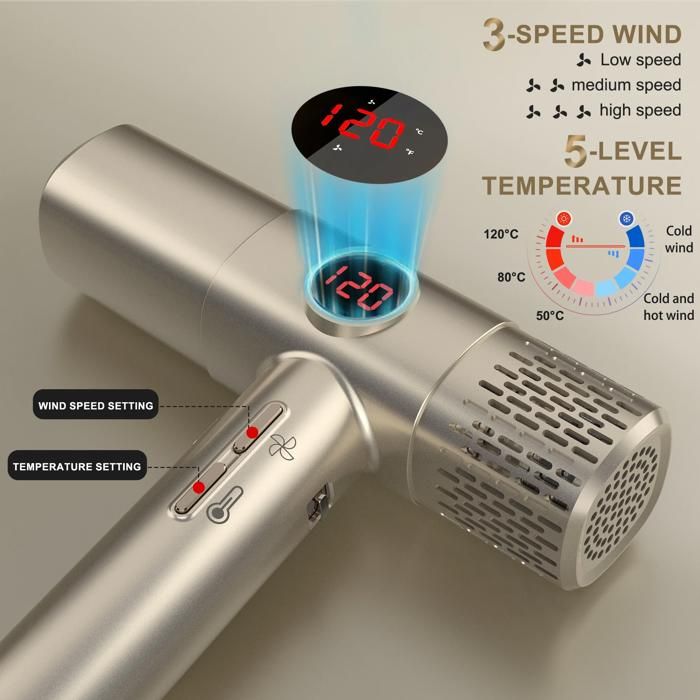 3-SPEED WIND
Low speed
medium speed
high speed
5-LEVEL
TEMPERATURE
120°C
80°C
50°C
Cold
wind
Cold and
hot wind
120
°C
°F
120
WIND SPEED SETTING
TEMPERATURE SETTING